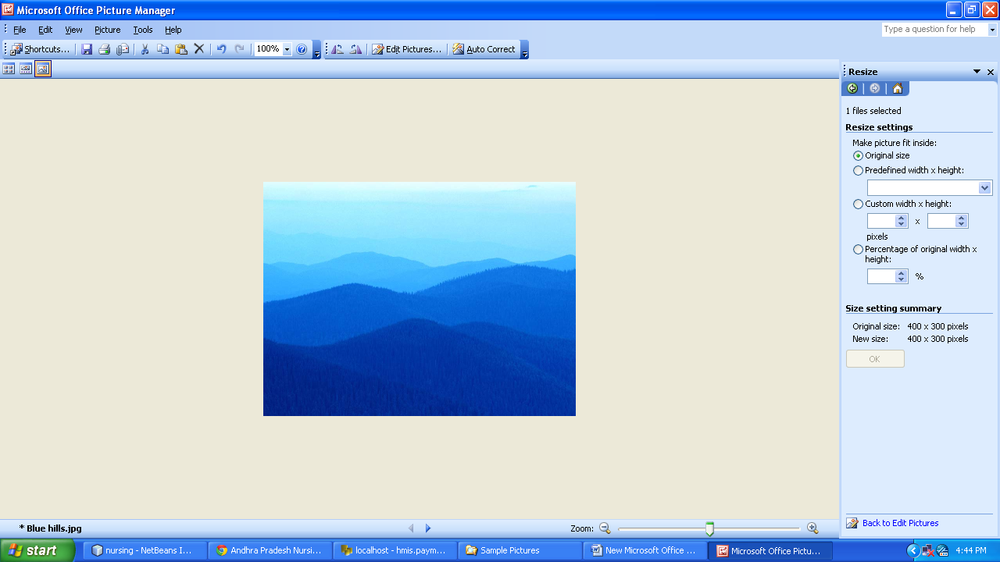 Microsoft Office Picture Manager
File Edit View Picture Tools Help
Type a question for help
Shortcuts... 100% Edit Pictures... Auto Correct
Resize
1 files selected
Resize settings
Make picture fit inside:
Original size
Predefined width x height:
Custom width x height:
x
pixels
Percentage of original width x
height:
%
Size setting summary
Original size: 400 x 300 pixels
New size: 400 x 300 pixels
OK
Back to Edit Pictures
* Blue hills.jpg Zoom:
start nursing - NetBeans I... Andhra Pradesh Nursi... localhost - hmis.paym... Sample Pictures New Microsoft Office ... Microsoft Office Pictu... 4:44 PM